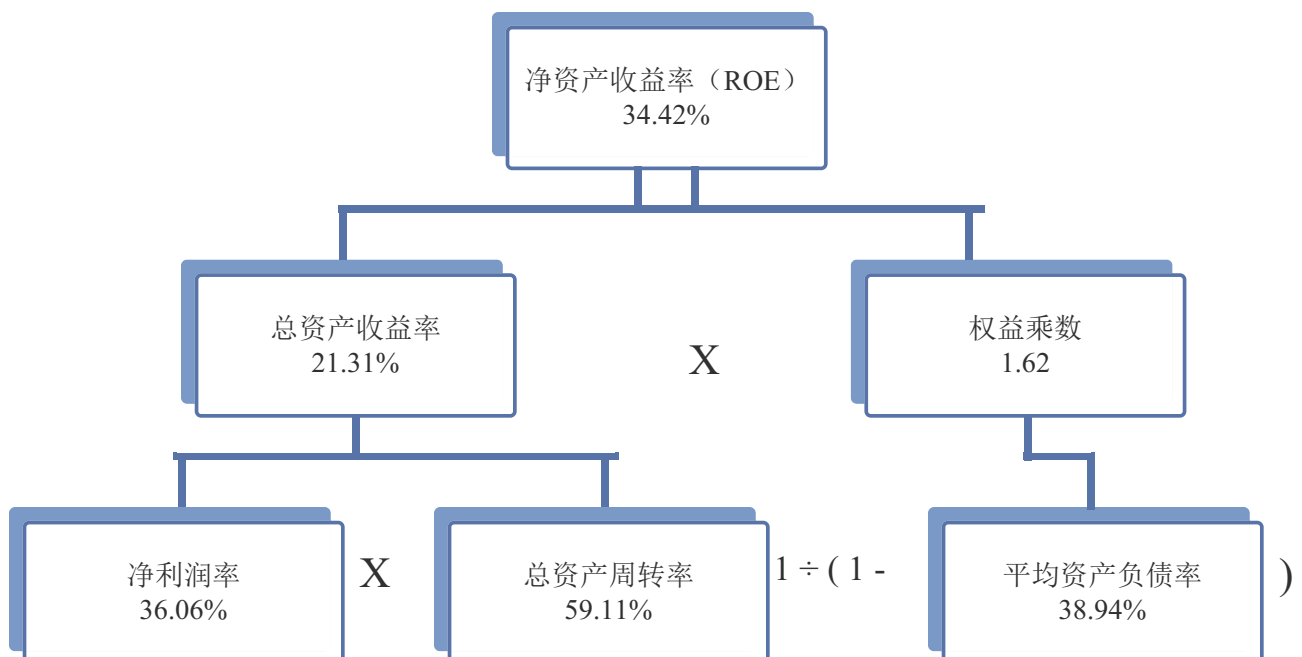 净资产收益率（ROE）
34.42%
总资产收益率
21.31%
X
权益乘数
1.62
净利润率
36.06%
X
总资产周转率
59.11%
1 ÷ ( 1 -
平均资产负债率
38.94%
)